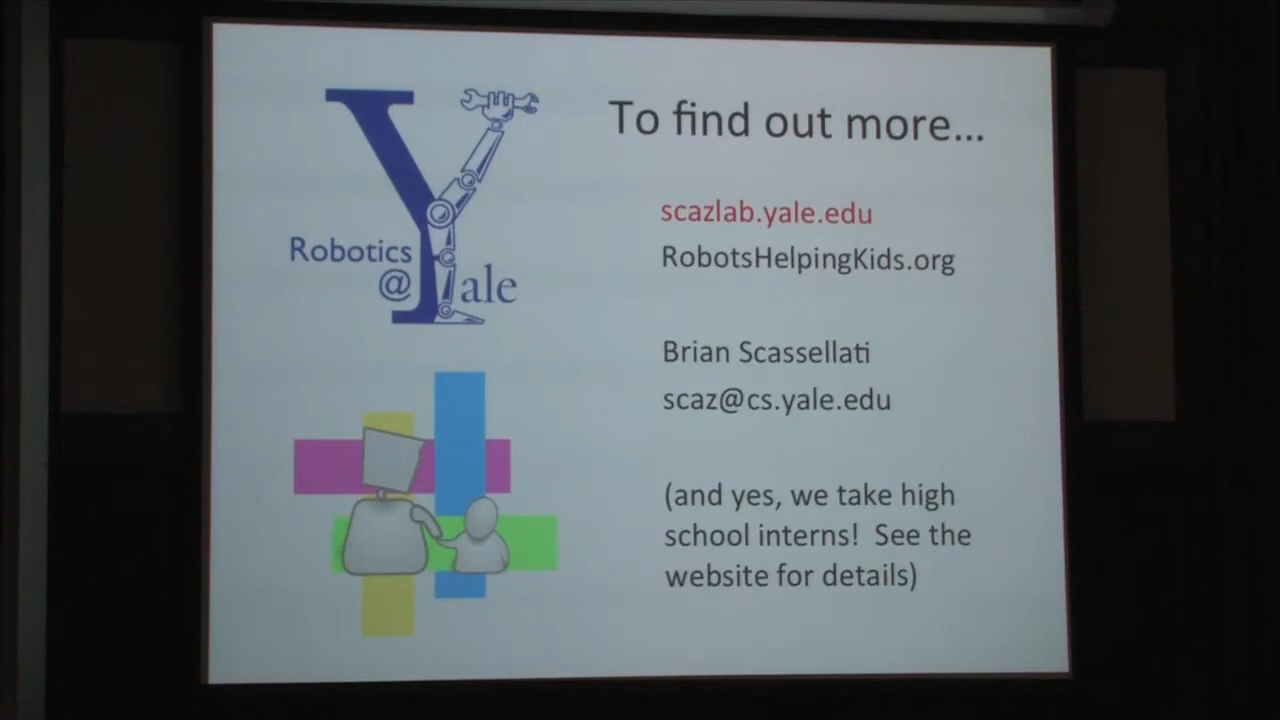 To find out more...
scazlab.yale.edu
RobotsHelpingKids.org
Brian Scassellati
scaz@cs.yale.edu
(and yes, we take high
school interns! See the
website for details)
Robotics
@Yale